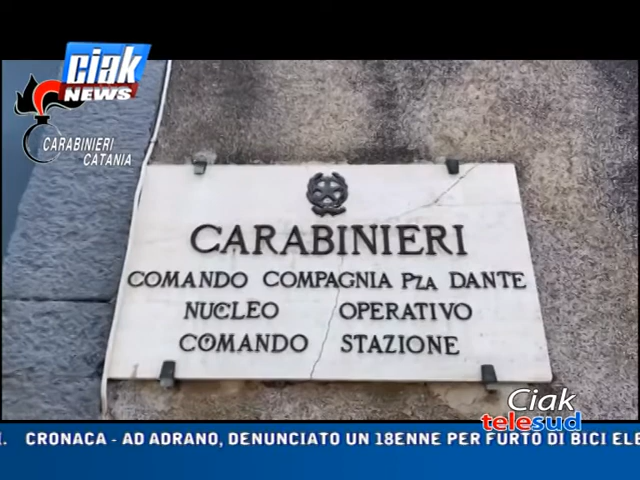 ciak
NEWS
CARABINIERI
CATANIA
CARABINIERI
COMANDO COMPAGNIA PZA DANTE
NUCLEO OPERATIVO
COMANDO STAZIONE
Ciak
telesud
CRONACA - AD ADRANO, DENUNCIATO UN 18ENNE PER FURTO DI BICI ELE